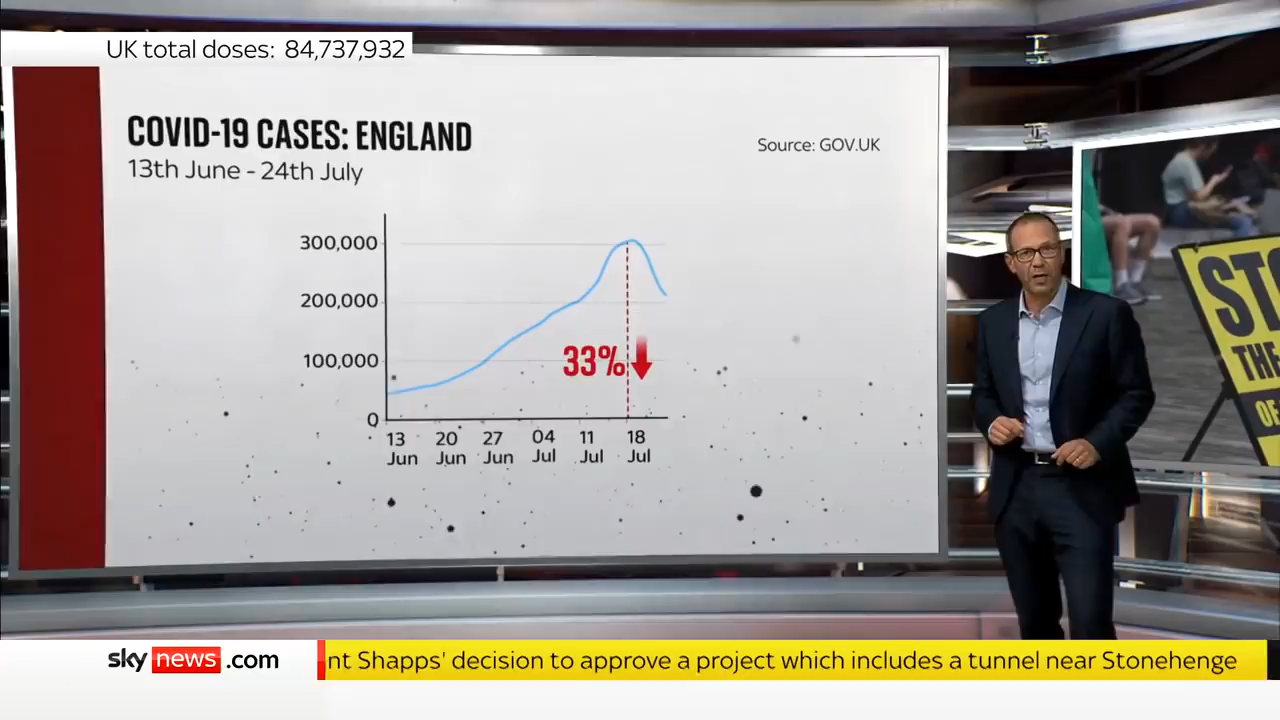 UK total doses: 84,737,932
COVID-19 CASES: ENGLAND
13th June - 24th July
Source: GOV.UK
300,000
200,000
100,000
0
33%
13 Jun
20 Jun
27 Jun
04 Jul
11 Jul
18 Jul
THE
OF
sky news .com
nt Shapps' decision to approve a project which includes a tunnel near Stonehenge